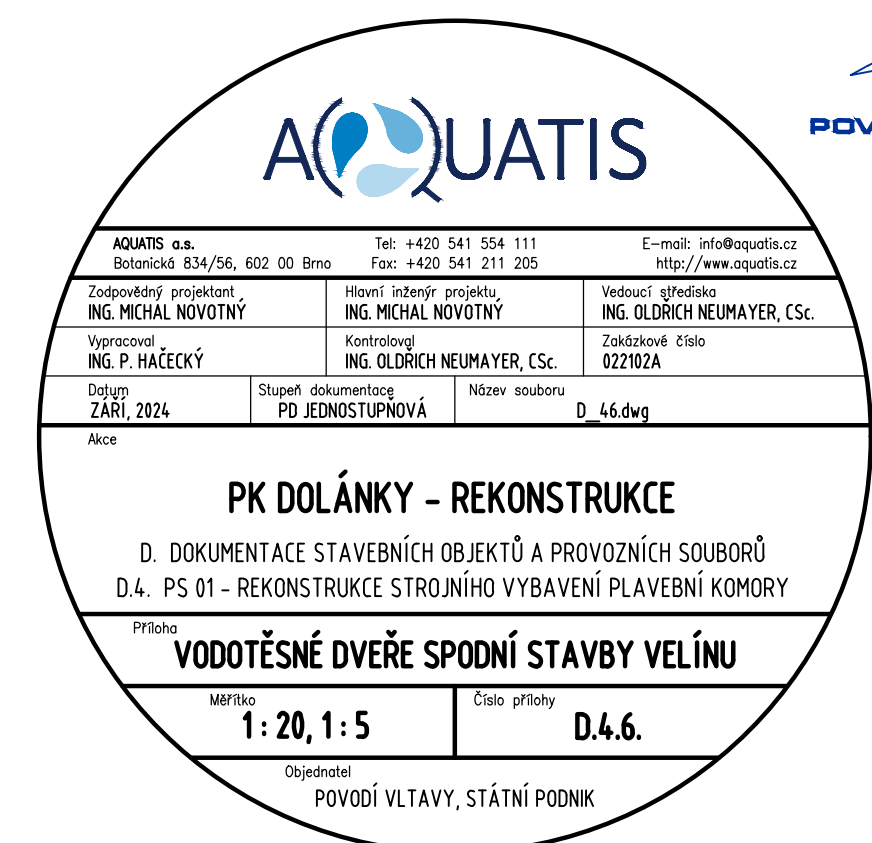 AQUATIS
POV
AQUATIS a.s. Tel: +420 541 554 111 E-mail: info@aquatis.cz
Botanická 834/56, 602 00 Brno Fax: +420 541 211 205 http://www.aquatis.cz
Zodpovědný projektant Hlavní inženýr projektu Vedoucí střediska
ING. MICHAL NOVOTNÝ ING. MICHAL NOVOTNÝ ING. OLDŘICH NEUMAYER, CSc.
Vypracoval Kontroloval Zakázkové číslo
ING. P. HAČECKÝ ING. OLDŘICH NEUMAYER, CSc. 022102A
Datum Stupeň dokumentace Název souboru
ZÁŘÍ, 2024 PD JEDNOSTUPŇOVÁ D_46.dwg
Akce
PK DOLÁNKY - REKONSTRUKCE
D. DOKUMENTACE STAVEBNÍCH OBJEKTŮ A PROVOZNÍCH SOUBORŮ
D.4. PS 01 - REKONSTRUKCE STROJNÍHO VYBAVENÍ PLAVEBNÍ KOMORY
Příloha
VODOTĚSNÉ DVEŘE SPODNÍ STAVBY VELÍNU
Měřítko Číslo přílohy
1 : 20, 1 : 5 D.4.6.
Objednatel
POVODÍ VLTAVY, STÁTNÍ PODNIK